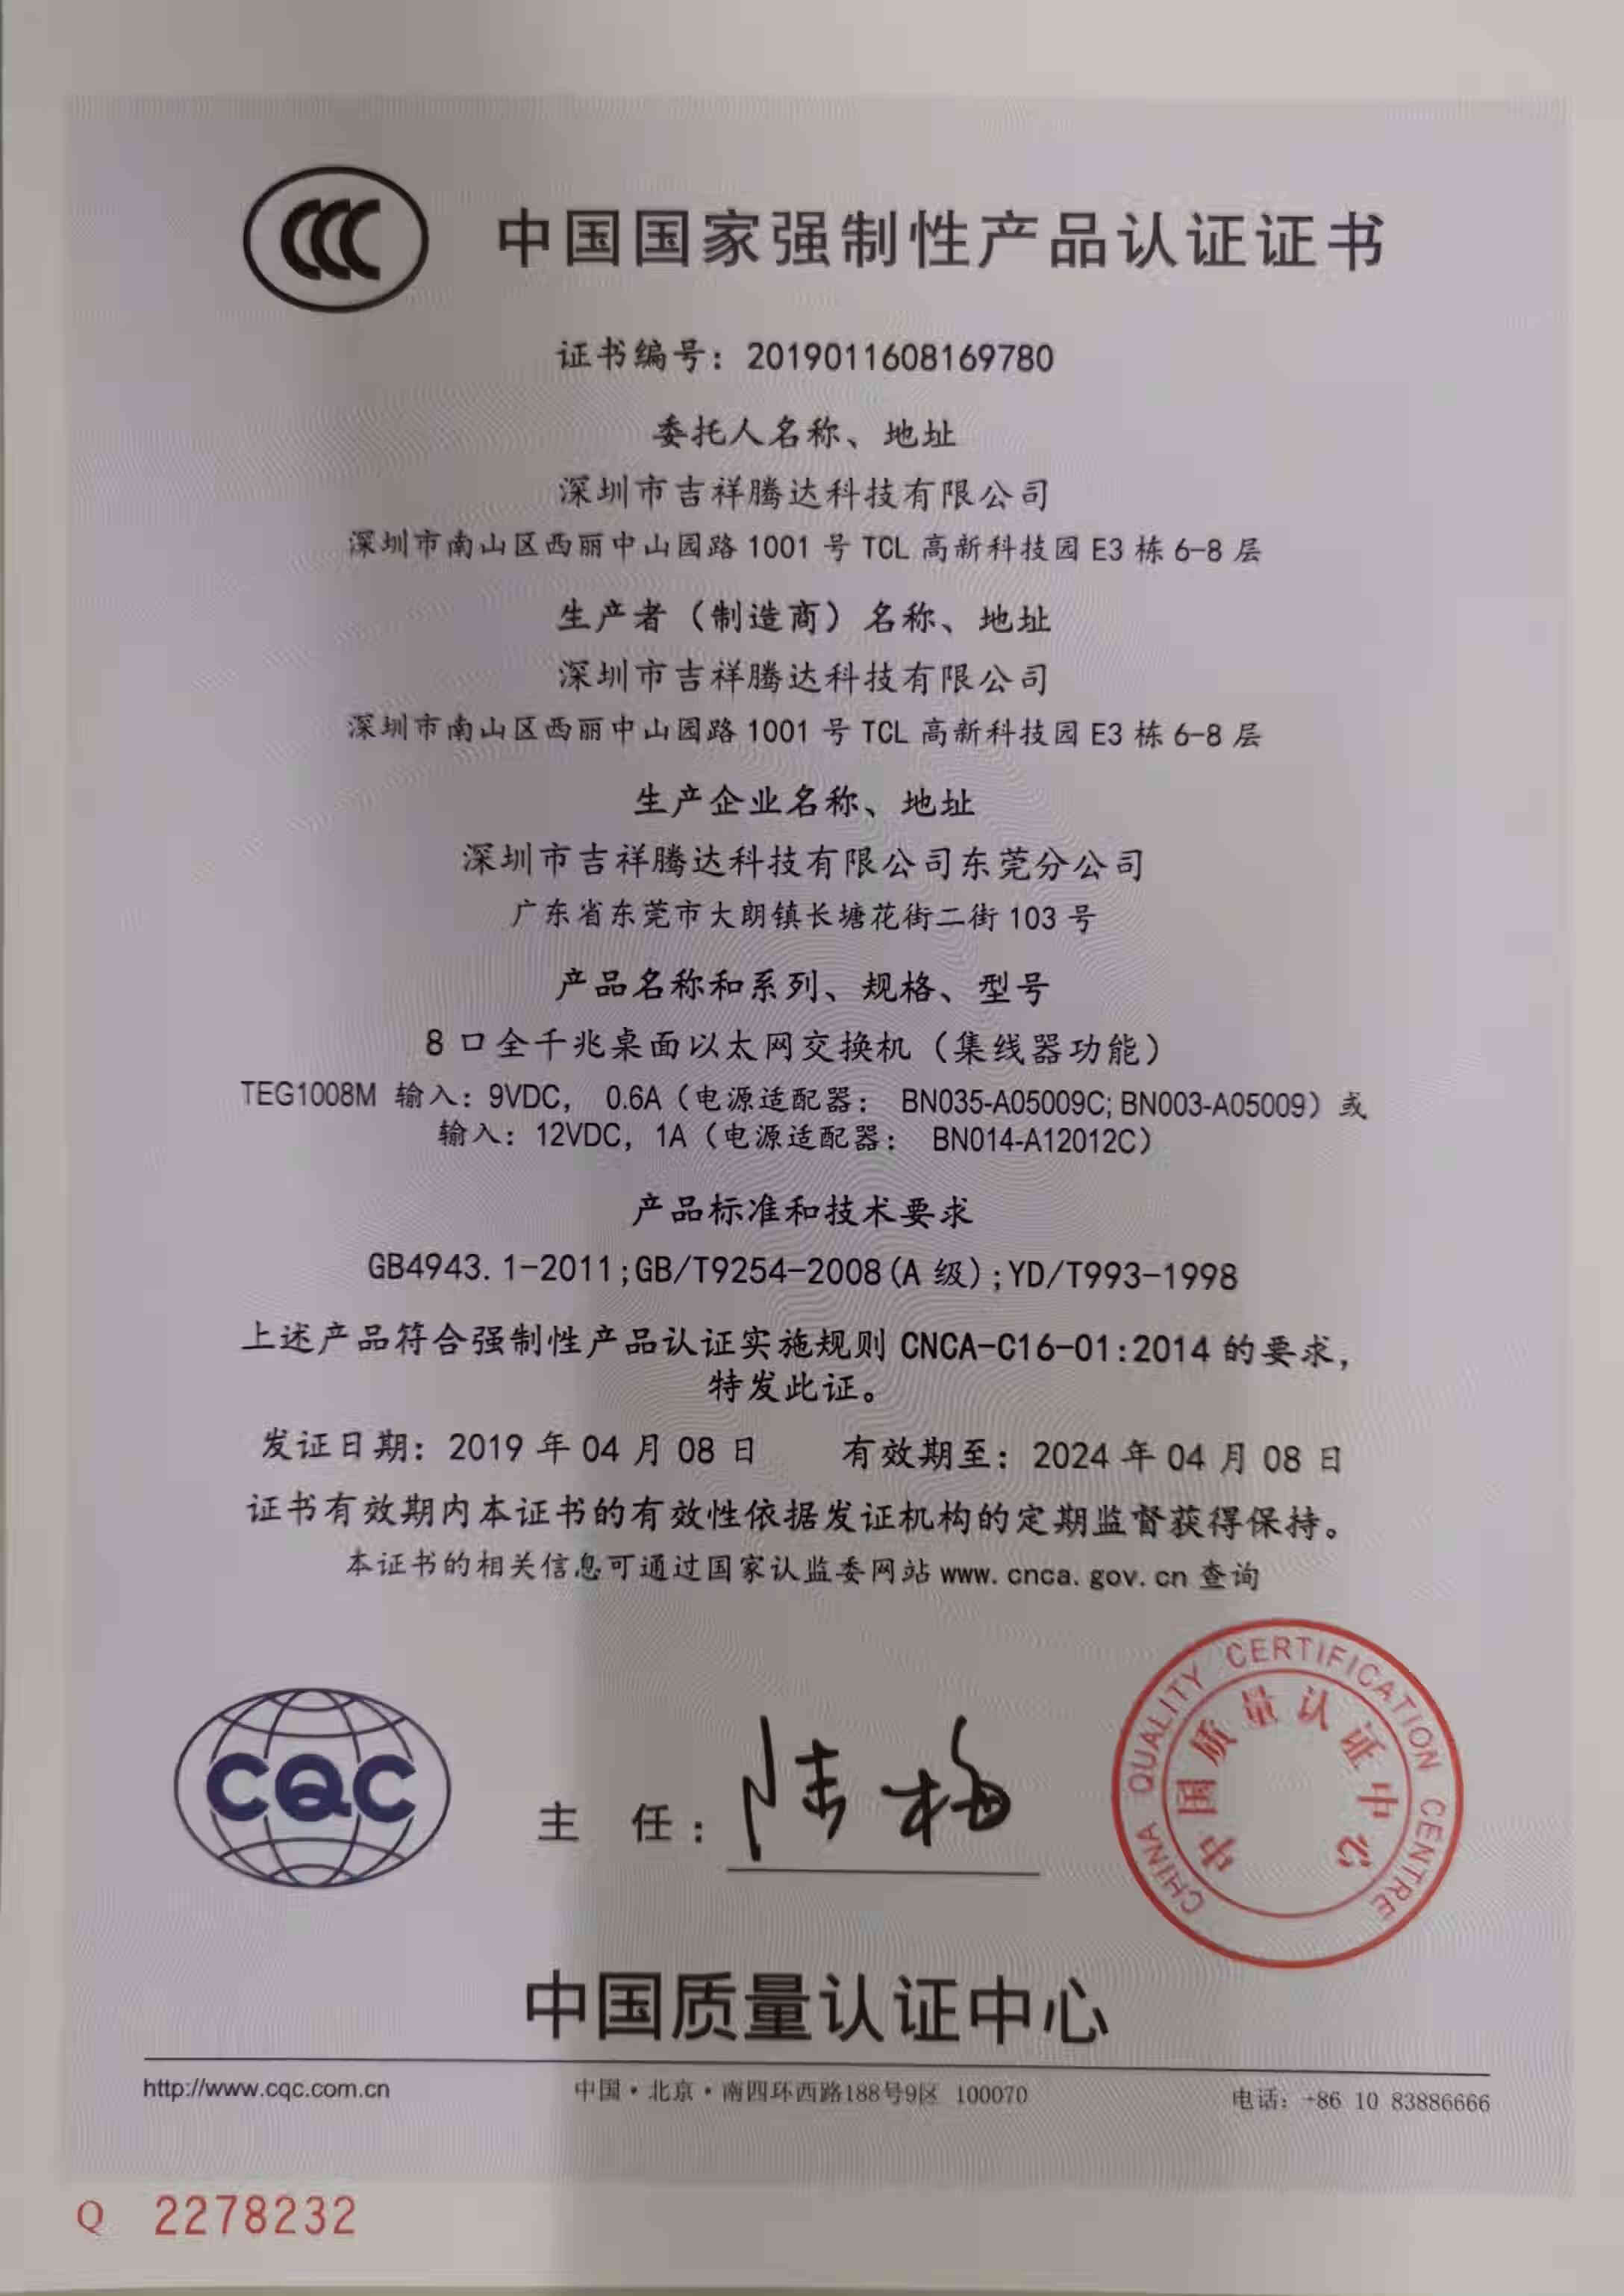 CCC
中国国家强制性产品认证证书
证书编号：2019011608169780
委托人名称、地址
深圳市吉祥腾达科技有限公司
深圳市南山区西丽中山园路 1001 号 TCL 高新科技园 E3 栋 6-8 层
生产者（制造商）名称、地址
深圳市吉祥腾达科技有限公司
深圳市南山区西丽中山园路 1001 号 TCL 高新科技园 E3 栋 6-8 层
生产企业名称、地址
深圳市吉祥腾达科技有限公司东莞分公司
广东省东莞市大朗镇长塘花街二街 103 号
产品名称和系列、规格、型号
8 口全千兆桌面以太网交换机（集线器功能）
TEG1008M 输入：9VDC， 0.6A（电源适配器： BN035-A05009C; BN003-A05009）或
输入：12VDC，1A（电源适配器： BN014-A12012C）
产品标准和技术要求
GB4943.1-2011;GB/T9254-2008(A 级);YD/T993-1998
上述产品符合强制性产品认证实施规则 CNCA-C16-01:2014 的要求，
特发此证。
发证日期：2019 年 04 月 08 日 有效期至：2024 年 04 月 08 日
证书有效期内本证书的有效性依据发证机构的定期监督获得保持。
本证书的相关信息可通过国家认监委网站 www.cnca.gov.cn 查询
CQC
主 任：陆梅
CHINA QUALITY CERTIFICATION CENTRE
中国质量认证中心
中国质量认证中心
http://www.cqc.com.cn 中国·北京·南四环西路188号9区 100070 电话：+86 10 83886666
Q 2278232